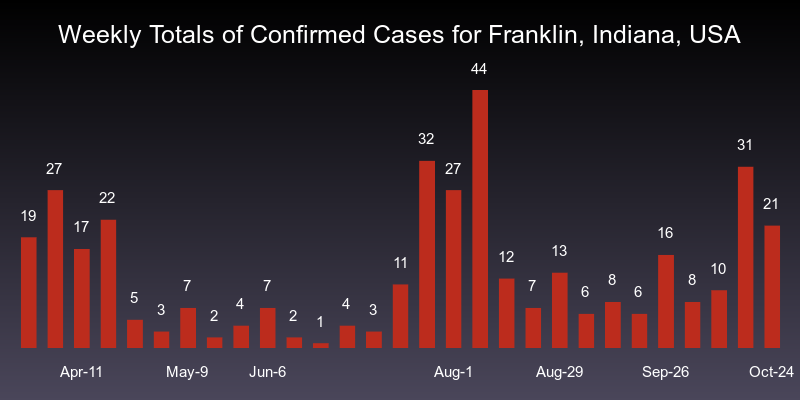 Weekly Totals of Confirmed Cases for Franklin, Indiana, USA
19 27 17 22 5 3 7 2 4 7 2 1 4 3 11 32 27 44 12 7 13 6 8 6 16 8 10 31 21
Apr-11 May-9 Jun-6 Aug-1 Aug-29 Sep-26 Oct-24